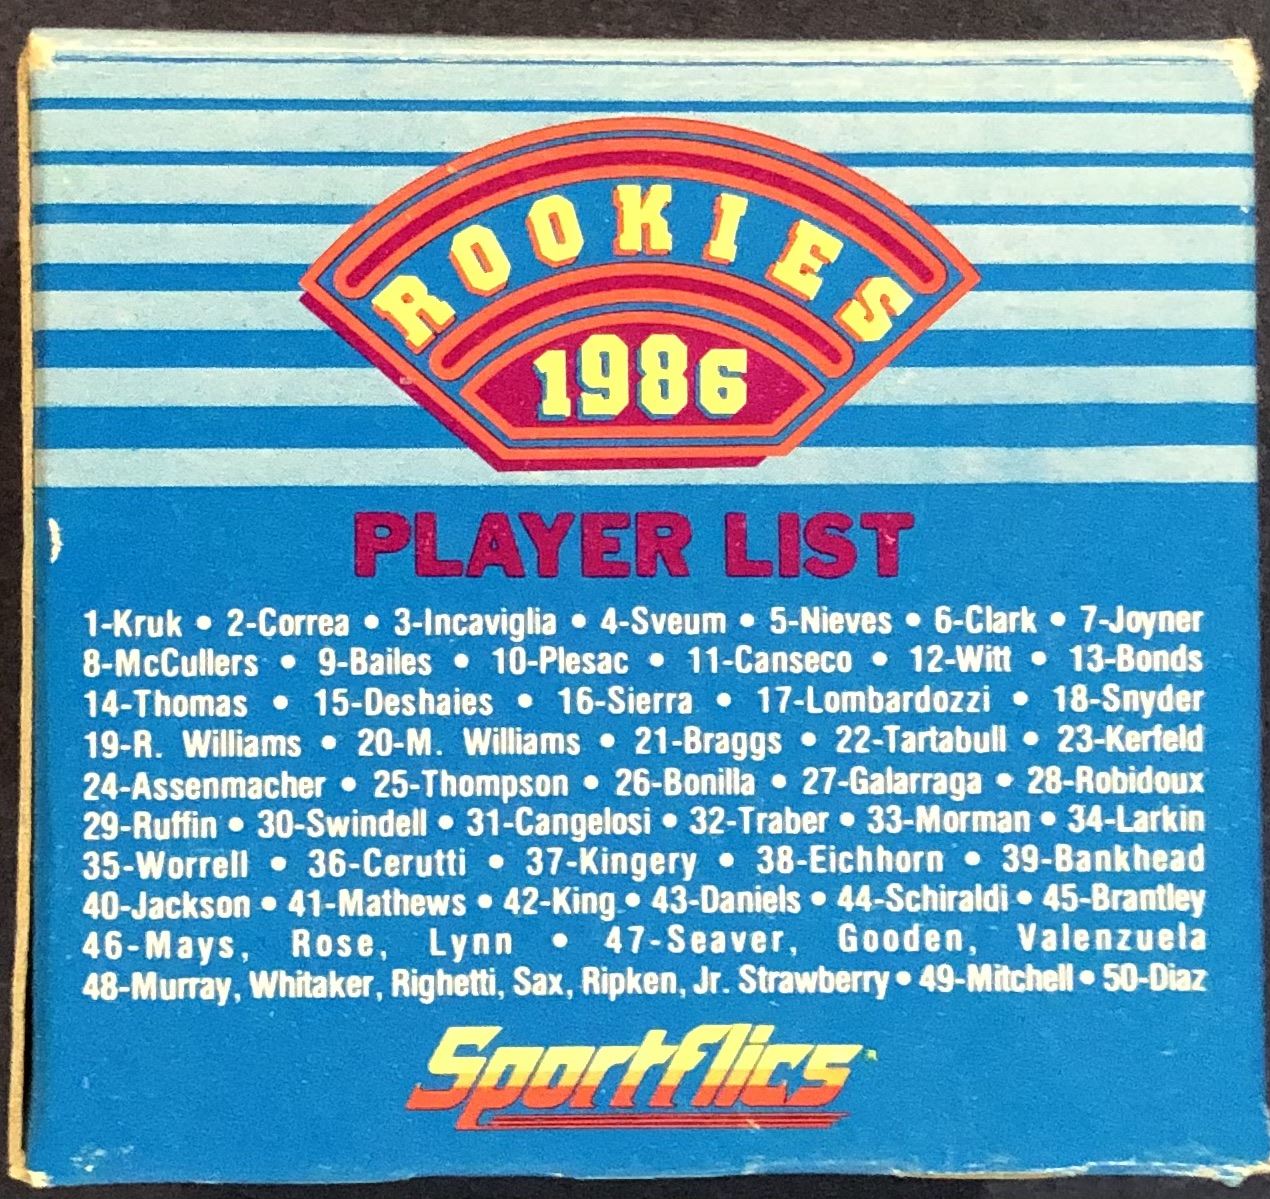 ROOKIES
1986
PLAYER LIST
1-Kruk • 2-Correa • 3-Incaviglia • 4-Sveum • 5-Nieves • 6-Clark • 7-Joyner
8-McCullers • 9-Bailes • 10-Plesac • 11-Canseco • 12-Witt • 13-Bonds
14-Thomas • 15-Deshaies • 16-Sierra • 17-Lombardozzi • 18-Snyder
19-R. Williams • 20-M. Williams • 21-Braggs • 22-Tartabull • 23-Kerfeld
24-Assenmacher • 25-Thompson • 26-Bonilla • 27-Galarraga • 28-Robidoux
29-Ruffin • 30-Swindell • 31-Cangelosi • 32-Traber • 33-Morman • 34-Larkin
35-Worrell • 36-Cerutti • 37-Kingery • 38-Eichhorn • 39-Bankhead
40-Jackson • 41-Mathews • 42-King • 43-Daniels • 44-Schiraldi • 45-Brantley
46-Mays, Rose, Lynn • 47-Seaver, Gooden, Valenzuela
48-Murray, Whitaker, Righetti, Sax, Ripken, Jr. Strawberry • 49-Mitchell • 50-Diaz
Sportflics